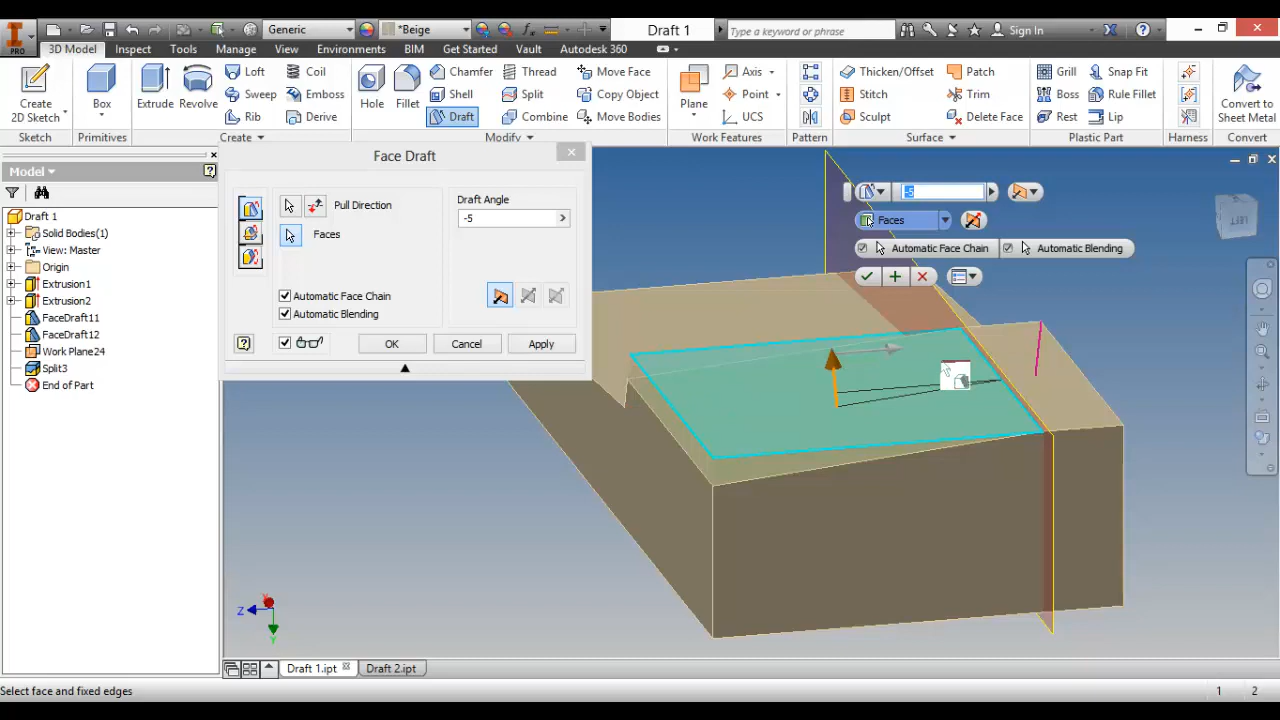 Generic
*Beige
Draft 1
Type a keyword or phrase
Sign In
PRO
3D Model
Inspect
Tools
Manage
View
Environments
BIM
Get Started
Vault
Autodesk 360
Create
2D Sketch
Box
Extrude
Revolve
Loft
Coil
Sweep
Emboss
Rib
Derive
Hole
Fillet
Chamfer
Thread
Move Face
Shell
Split
Copy Object
Draft
Combine
Move Bodies
Plane
Axis
Point
UCS
Thicken/Offset
Patch
Stitch
Trim
Sculpt
Delete Face
Grill
Snap Fit
Boss
Rule Fillet
Rest
Lip
Convert to
Sheet Metal
Sketch
Primitives
Create
Modify
Work Features
Pattern
Surface
Plastic Part
Harness
Convert
Model
Draft 1
Solid Bodies(1)
View: Master
Origin
Extrusion1
Extrusion2
FaceDraft11
FaceDraft12
Work Plane24
Split3
End of Part
Face Draft
Pull Direction
Faces
Draft Angle
-5
Automatic Face Chain
Automatic Blending
OK
Cancel
Apply
-5
Faces
Automatic Face Chain
Automatic Blending
LEFT
Z
X
Y
Draft 1.ipt
Draft 2.ipt
Select face and fixed edges
1
2